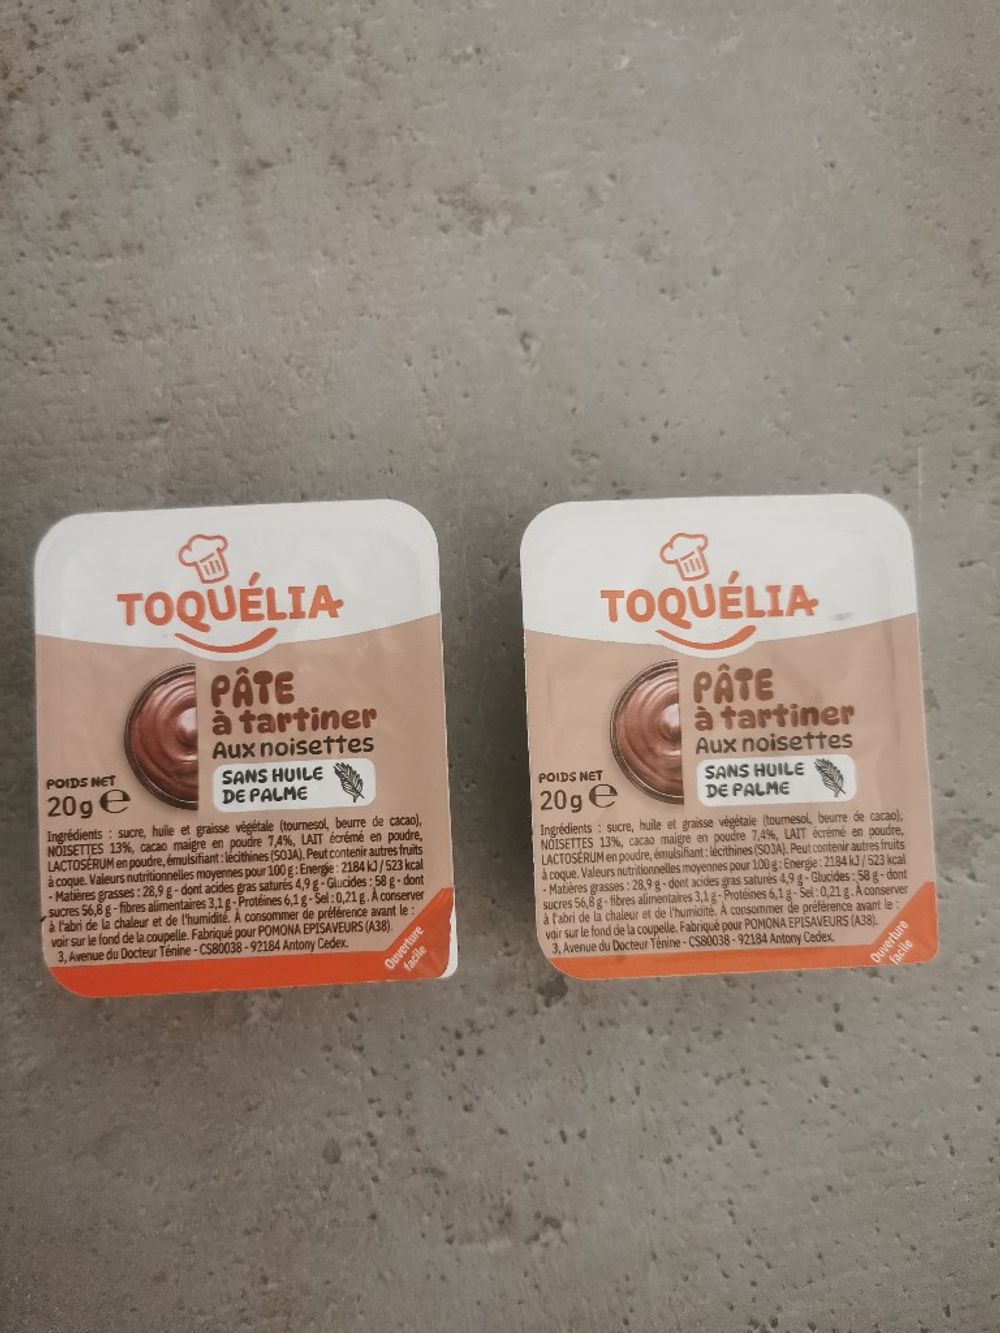 TOQUÉLIA
PÂTE
à tartiner
Aux noisettes
SANS HUILE
DE PALME
POIDS NET
20g e
Ingrédients : sucre, huile et graisse végétale (tournesol, beurre de cacao),
NOISETTES 13%, cacao maigre en poudre 7,4%, LAIT écrémé en poudre,
LACTOSÉRUM en poudre, émulsifiant : lécithines (SOJA). Peut contenir autres fruits
à coque. Valeurs nutritionnelles moyennes pour 100 g : Energie : 2184 kJ / 523 kcal
- Matières grasses : 28,9 g - dont acides gras saturés 4,9 g - Glucides : 58 g - dont
sucres 56,8 g - fibres alimentaires 3,1 g - Protéines 6,1 g - Sel : 0,21 g. À conserver
à l'abri de la chaleur et de l'humidité. À consommer de préférence avant le :
voir sur le fond de la coupelle. Fabriqué pour POMONA EPISAVEURS (A38).
3, Avenue du Docteur Ténine - CS80038 - 92184 Antony Cedex.
Ouverture
facile
TOQUÉLIA
PÂTE
à tartiner
Aux noisettes
SANS HUILE
DE PALME
POIDS NET
20g e
Ingrédients : sucre, huile et graisse végétale (tournesol, beurre de cacao),
NOISETTES 13%, cacao maigre en poudre 7,4%, LAIT écrémé en poudre,
LACTOSÉRUM en poudre, émulsifiant : lécithines (SOJA). Peut contenir autres fruits
à coque. Valeurs nutritionnelles moyennes pour 100 g : Energie : 2184 kJ / 523 kcal
- Matières grasses : 28,9 g - dont acides gras saturés 4,9 g - Glucides : 58 g - dont
sucres 56,8 g - fibres alimentaires 3,1 g - Protéines 6,1 g - Sel : 0,21 g. À conserver
à l'abri de la chaleur et de l'humidité. À consommer de préférence avant le :
voir sur le fond de la coupelle. Fabriqué pour POMONA EPISAVEURS (A38).
3, Avenue du Docteur Ténine - CS80038 - 92184 Antony Cedex.
Ouverture
facile